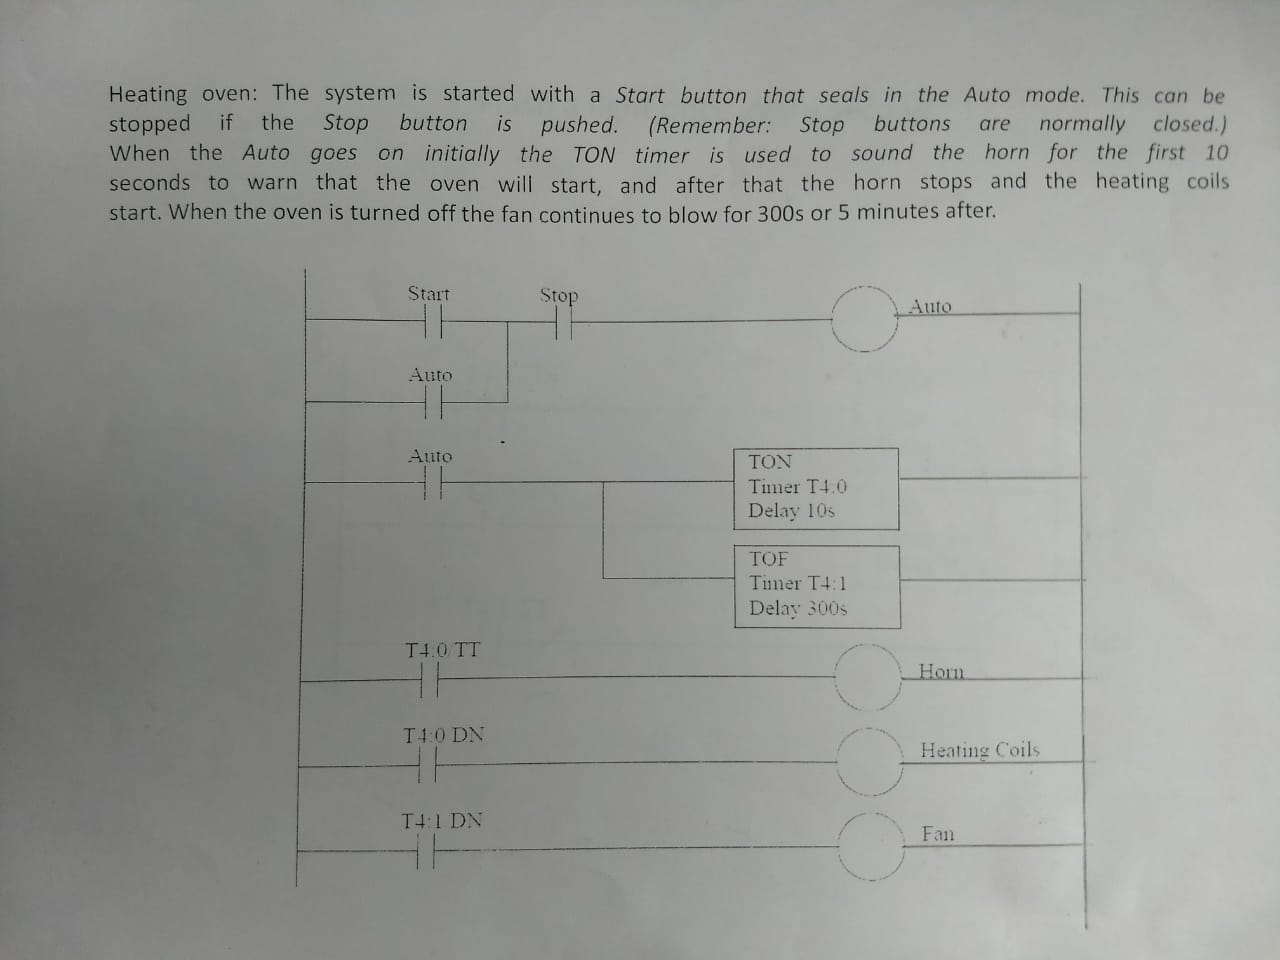 Heating oven: The system is started with a Start button that seals in the Auto mode. This can be
stopped if the Stop button is pushed. (Remember: Stop buttons are normally closed.)
When the Auto goes on initially the TON timer is used to sound the horn for the first 10
seconds to warn that the oven will start, and after that the horn stops and the heating coils
start. When the oven is turned off the fan continues to blow for 300s or 5 minutes after.
Start
Stop
Auto
Auto
Auto
TON
Timer T4:0
Delay 10s
TOF
Timer T4:1
Delay 300s
T4:0 TT
Horn
T4:0 DN
Heating Coils
T4:1 DN
Fan